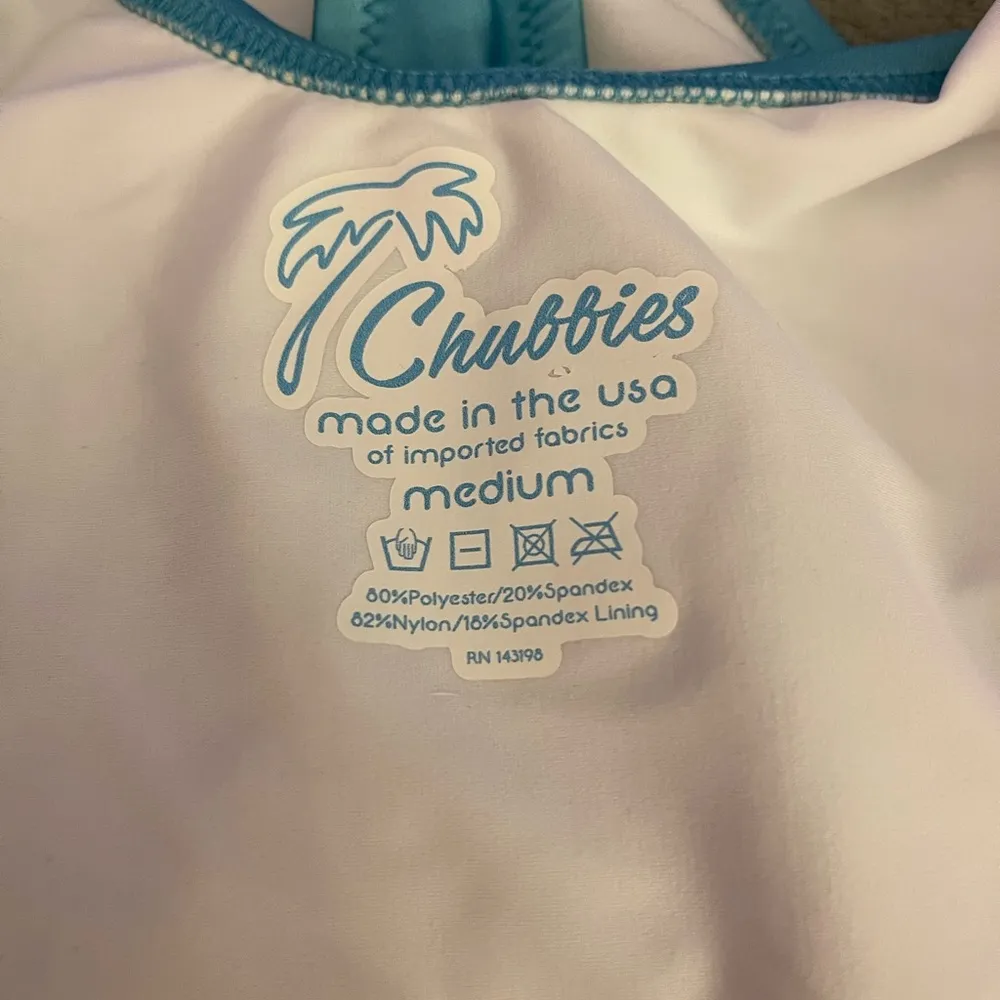 Chubbies
made in the usa
of imported fabrics
medium
80%Polyester/20%Spandex
82%Nylon/18%Spandex Lining
RN 143198